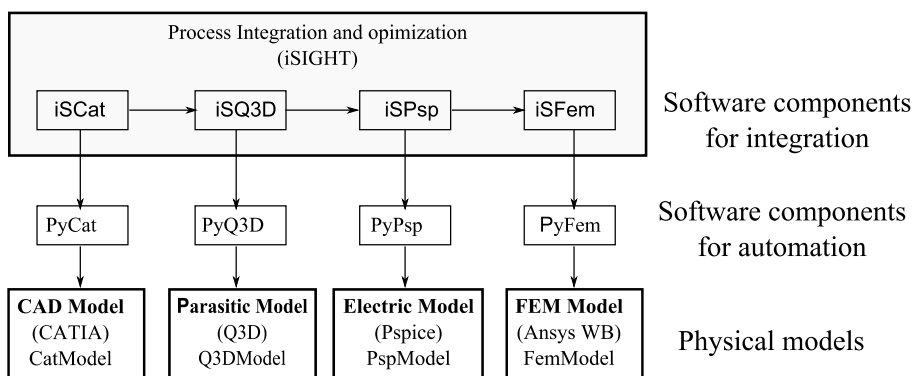 Process Integration and opimization
(iSIGHT)
iSCat
iSQ3D
iSPsp
iSFem
Software components
for integration
PyCat
PyQ3D
PyPsp
PyFem
Software components
for automation
CAD Model
(CATIA)
CatModel
Parasitic Model
(Q3D)
Q3DModel
Electric Model
(Pspice)
PspModel
FEM Model
(Ansys WB)
FemModel
Physical models